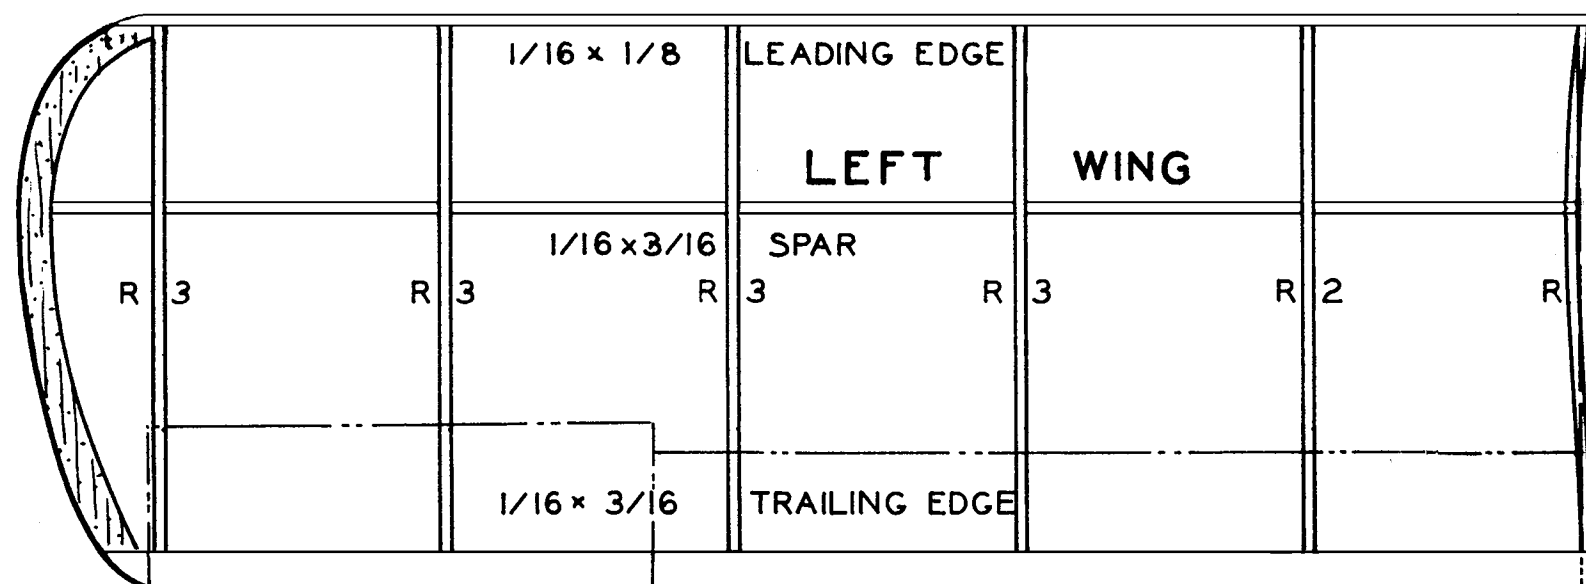 1/16 x 1/8 LEADING EDGE
LEFT WING
1/16 x 3/16 SPAR
R 3 R 3 R 3 R 3 R 2 R
1/16 x 3/16 TRAILING EDGE